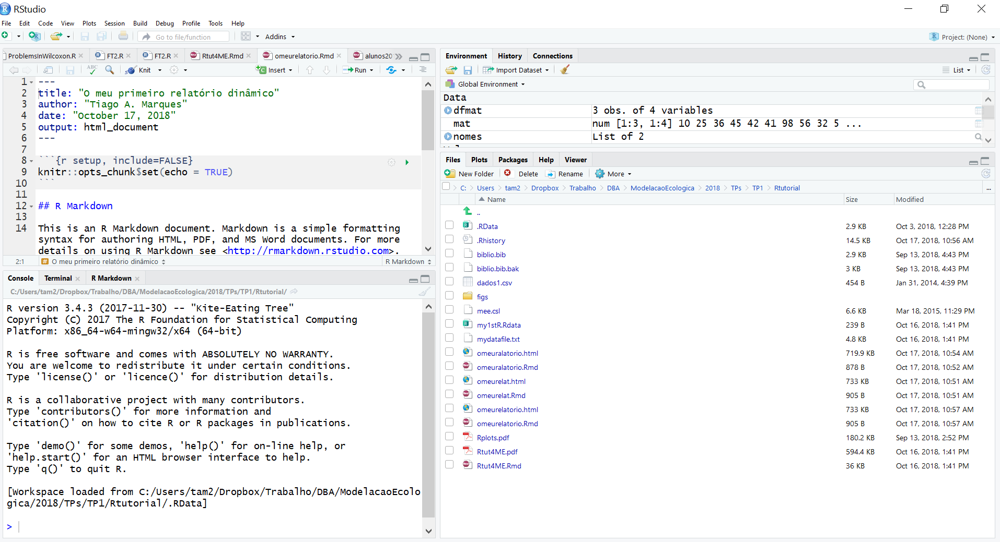 RStudio
File Edit Code View Plots Session Build Debug Profile Tools Help
Go to file/function Addins Project: (None)
ProblemsInWilcoxon.R FT2.R FT2.R Rtut4ME.Rmd omeurelatorio.Rmd alunos20
ABC Knit Insert Run
1 ---
2 title: "O meu primeiro relatório dinâmico"
3 author: "Tiago A. Marques"
4 date: "October 17, 2018"
5 output: html_document
6 ---
7
8 ```{r setup, include=FALSE}
9 knitr::opts_chunk$set(echo = TRUE)
10 ```
11
12 ## R Markdown
13
14 This is an R Markdown document. Markdown is a simple formatting
syntax for authoring HTML, PDF, and MS Word documents. For more
details on using R Markdown see <http://rmarkdown.rstudio.com>.
2:1 O meu primeiro relatório dinâmico R Markdown
Console Terminal R Markdown
C:/Users/tam2/Dropbox/Trabalho/DBA/ModelacaoEcologica/2018/TPs/TP1/Rtutorial/
R version 3.4.3 (2017-11-30) -- "Kite-Eating Tree"
Copyright (C) 2017 The R Foundation for Statistical Computing
Platform: x86_64-w64-mingw32/x64 (64-bit)
R is free software and comes with ABSOLUTELY NO WARRANTY.
You are welcome to redistribute it under certain conditions.
Type 'license()' or 'licence()' for distribution details.
R is a collaborative project with many contributors.
Type 'contributors()' for more information and
'citation()' on how to cite R or R packages in publications.
Type 'demo()' for some demos, 'help()' for on-line help, or
'help.start()' for an HTML browser interface to help.
Type 'q()' to quit R.
[Workspace loaded from C:/Users/tam2/Dropbox/Trabalho/DBA/ModelacaoEcolo
gica/2018/TPs/TP1/Rtutorial/.RData]
>
Environment History Connections
Import Dataset List
Global Environment
Data
dfmat 3 obs. of 4 variables
mat num [1:3, 1:4] 10 25 36 45 42 41 98 56 32 5 ...
nomes List of 2
Files Plots Packages Help Viewer
New Folder Delete Rename More
C: Users tam2 Dropbox Trabalho DBA ModelacaoEcologica 2018 TPs TP1 Rtutorial ...
Name Size Modified
..
.RData 2.9 KB Oct 3, 2018, 12:28 PM
.Rhistory 14.5 KB Oct 17, 2018, 10:56 AM
biblio.bib 2.9 KB Sep 13, 2018, 4:43 PM
biblio.bib.bak 3 KB Sep 13, 2018, 4:43 PM
dados1.csv 454 B Jan 31, 2014, 4:39 PM
figs
mee.csl 6.6 KB Mar 18, 2015, 11:29 PM
my1stR.Rdata 239 B Oct 16, 2018, 1:41 PM
mydatafile.txt 4.8 KB Oct 16, 2018, 1:41 PM
omeuralatorio.html 719.9 KB Oct 17, 2018, 10:54 AM
omeuralatorio.Rmd 878 B Oct 17, 2018, 10:52 AM
omeurelat.html 733 KB Oct 17, 2018, 10:51 AM
omeurelat.Rmd 905 B Oct 17, 2018, 10:51 AM
omeurelatorio.html 733 KB Oct 17, 2018, 10:57 AM
omeurelatorio.Rmd 905 B Oct 17, 2018, 10:57 AM
Rplots.pdf 180.2 KB Sep 13, 2018, 2:52 PM
Rtut4ME.pdf 594.4 KB Oct 16, 2018, 1:41 PM
Rtut4ME.Rmd 36 KB Oct 16, 2018, 1:41 PM